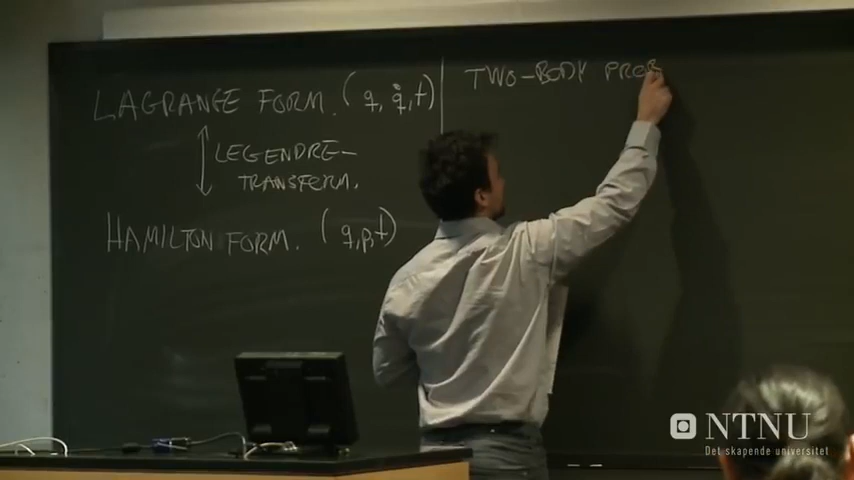 LAGRANGE FORM. (q, q̇, t)
LEGENDRE-
TRANSFORM.
HAMILTON FORM. (q,p,t)
TWO-BODY PROB
NTNU
Det skapende universitet